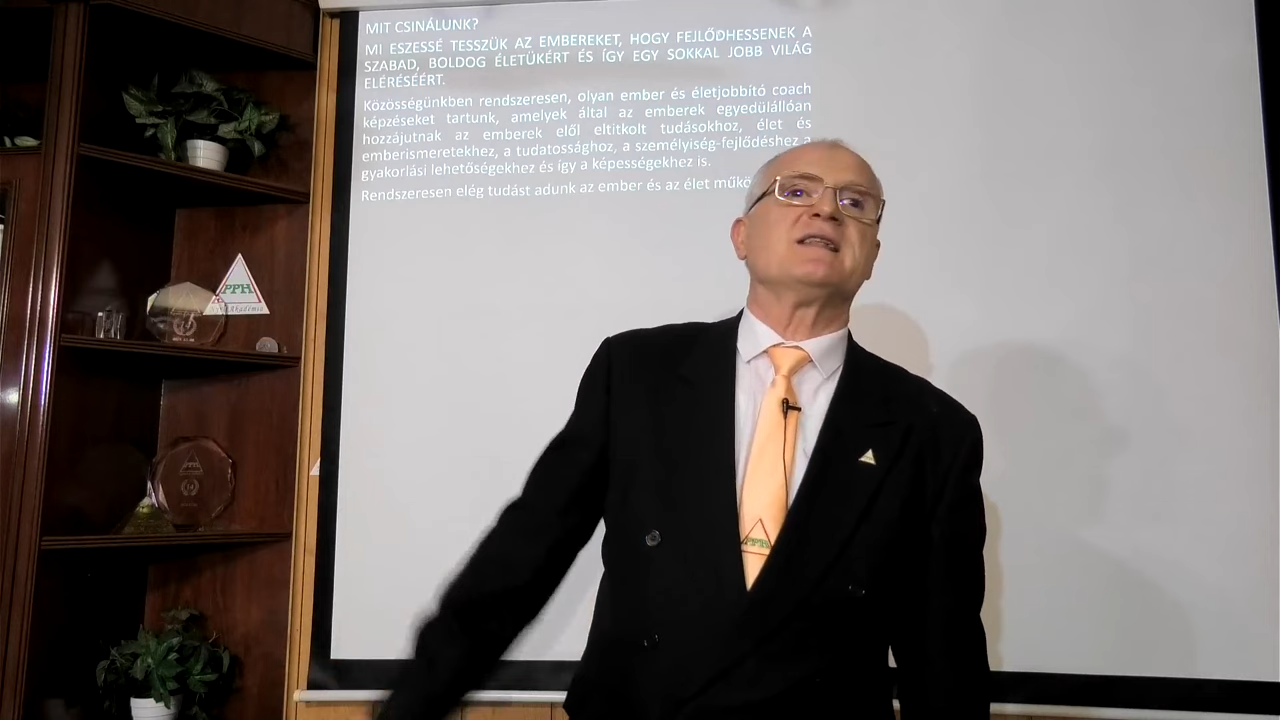 MIT CSINÁLUNK?
MI ESZESSÉ TESSZÜK AZ EMBEREKET, HOGY FEJLŐDHESSENEK A
SZABAD, BOLDOG ÉLETÜKÉRT ÉS ÍGY EGY SOKKAL JOBB VILÁG
ELÉRÉSÉÉRT.
Közösségünkben rendszeresen, olyan ember és életjobbító coach
képzéseket tartunk, amelyek által az emberek egyedülállóan
hozzájutnak az emberek elől eltitkolt tudásokhoz, élet és
emberismeretekhez, a tudatossághoz, a személyiség-fejlődéshez a
gyakorlási lehetőségekhez és így a képességekhez is.
Rendszeresen elég tudást adunk az ember és az élet
PPH